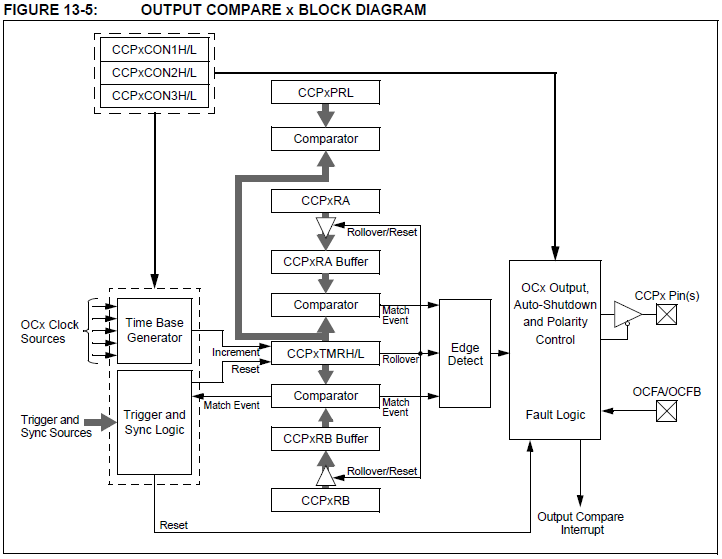 FIGURE 13-5: OUTPUT COMPARE x BLOCK DIAGRAM
CCPxCON1H/L
CCPxCON2H/L
CCPxCON3H/L
CCPxPRL
Comparator
CCPxRA
Rollover/Reset
CCPxRA Buffer
Comparator
Match
Event
OCx Clock
Sources
Time Base
Generator
Increment
Reset
CCPxTMRH/L
Rollover
Edge
Detect
OCx Output,
Auto-Shutdown
and Polarity
Control
CCPx Pin(s)
Trigger and
Sync Sources
Trigger and
Sync Logic
Match Event
Comparator
Match
Event
Fault Logic
OCFA/OCFB
CCPxRB Buffer
Rollover/Reset
CCPxRB
Reset
Output Compare
Interrupt